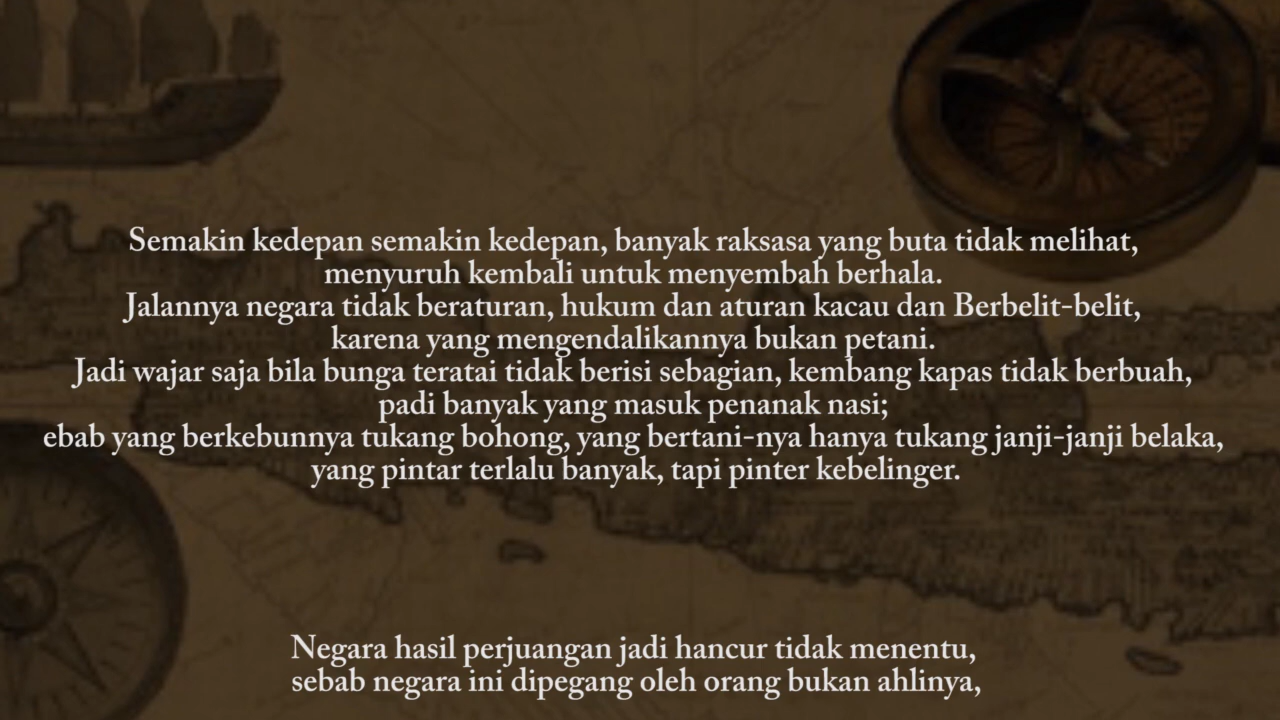 Semakin kedepan semakin kedepan, banyak raksasa yang buta tidak melihat,
menyuruh kembali untuk menyembah berhala.
Jalannya negara tidak beraturan, hukum dan aturan kacau dan Berbelit-belit,
karena yang mengendalikannya bukan petani.
Jadi wajar saja bila bunga teratai tidak berisi sebagian, kembang kapas tidak berbuah,
padi banyak yang masuk penanak nasi;
ebab yang berkebunnya tukang bohong, yang bertani-nya hanya tukang janji-janji belaka,
yang pintar terlalu banyak, tapi pinter kebelinger.
Negara hasil perjuangan jadi hancur tidak menentu,
sebab negara ini dipegang oleh orang bukan ahlinya,